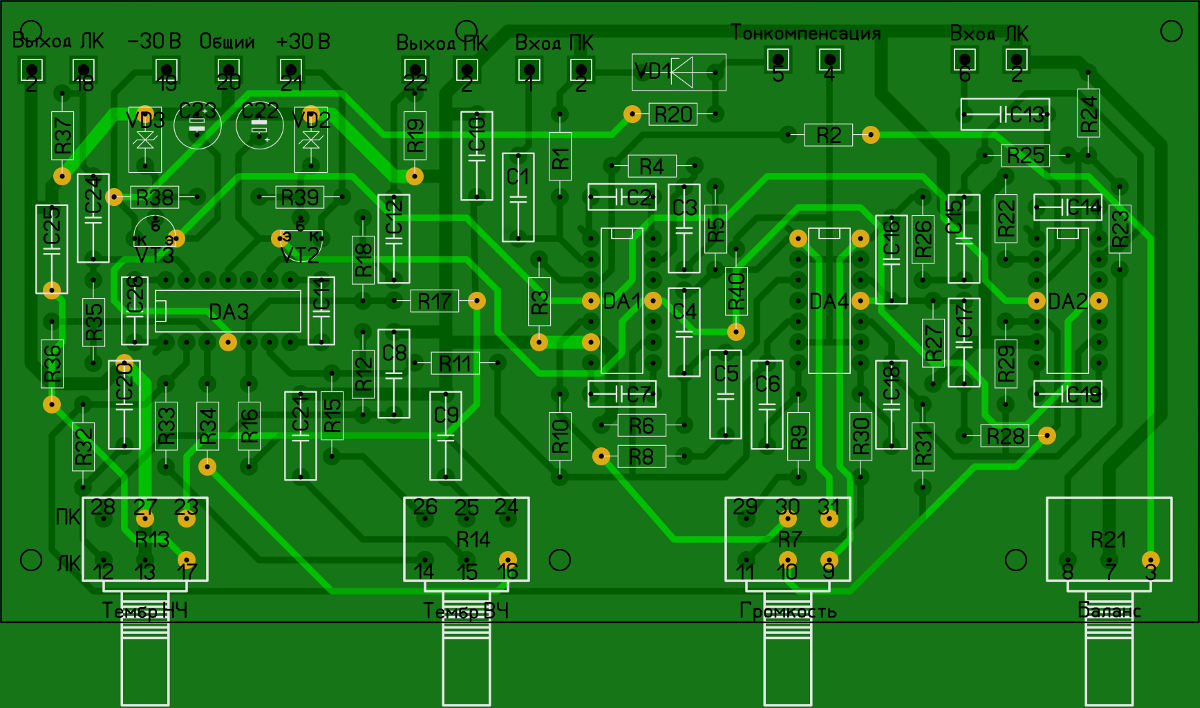 Выход ЛК -30 В Общий +30 В Выход ПК Вход ПК Тонкомпенсация Вход ЛК
2 18 19 20 21 22 2 1 2 5 4 6 2
VD1
VD3 C23 C22 VD2 R20 C13 R24
R37 R19 C10 R1 R2
R25
R4
C24 R38 R39 C1 C2 C3 C14
C25 C12 R5 C16 R26 C15 R22 R23
к б э
VT3
э б к
VT2
R18
C26 DA3 C11 R17 R3 DA1 R40 DA4 DA2
R35 C4 R27 C17
R36 R12 C8 R11 R29
C20 C5 C6 C18
C7 C19
R32 R33 R34 R16 C21 R15 C9 R10 R6 R9 R30 R31 R28
R8
28 27 23 26 25 24 29 30 31
ПК
R13 R14 R7 R21
ЛК
12 13 17 14 15 16 11 10 9 8 7 3
Тембр НЧ Тембр ВЧ Громкость Баланс